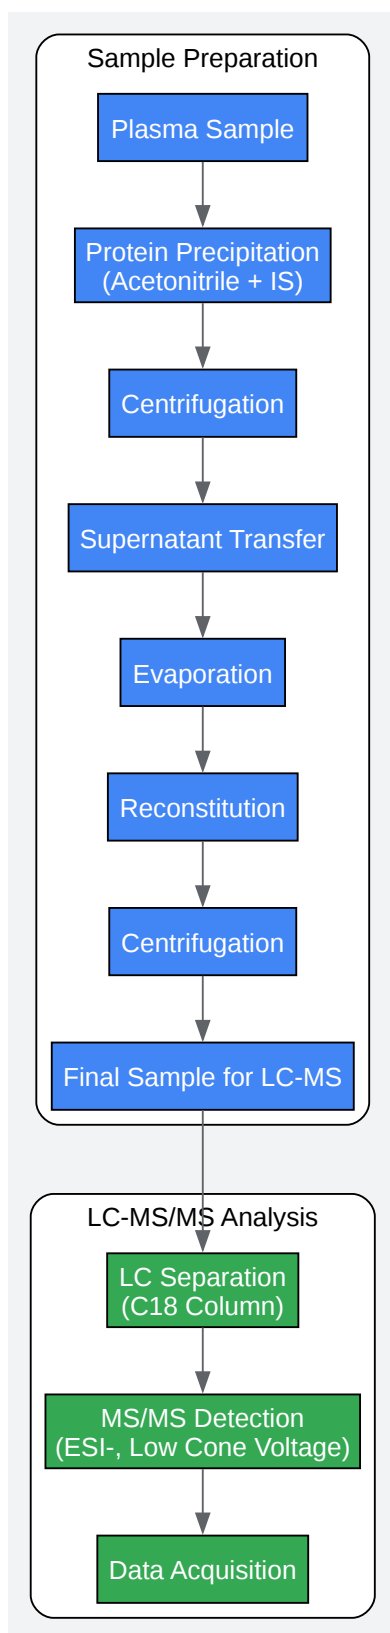 Sample Preparation
Plasma Sample
Protein Precipitation
(Acetonitrile + IS)
Centrifugation
Supernatant Transfer
Evaporation
Reconstitution
Centrifugation
Final Sample for LC-MS
LC-MS/MS Analysis
LC Separation
(C18 Column)
MS/MS Detection
(ESI-, Low Cone Voltage)
Data Acquisition